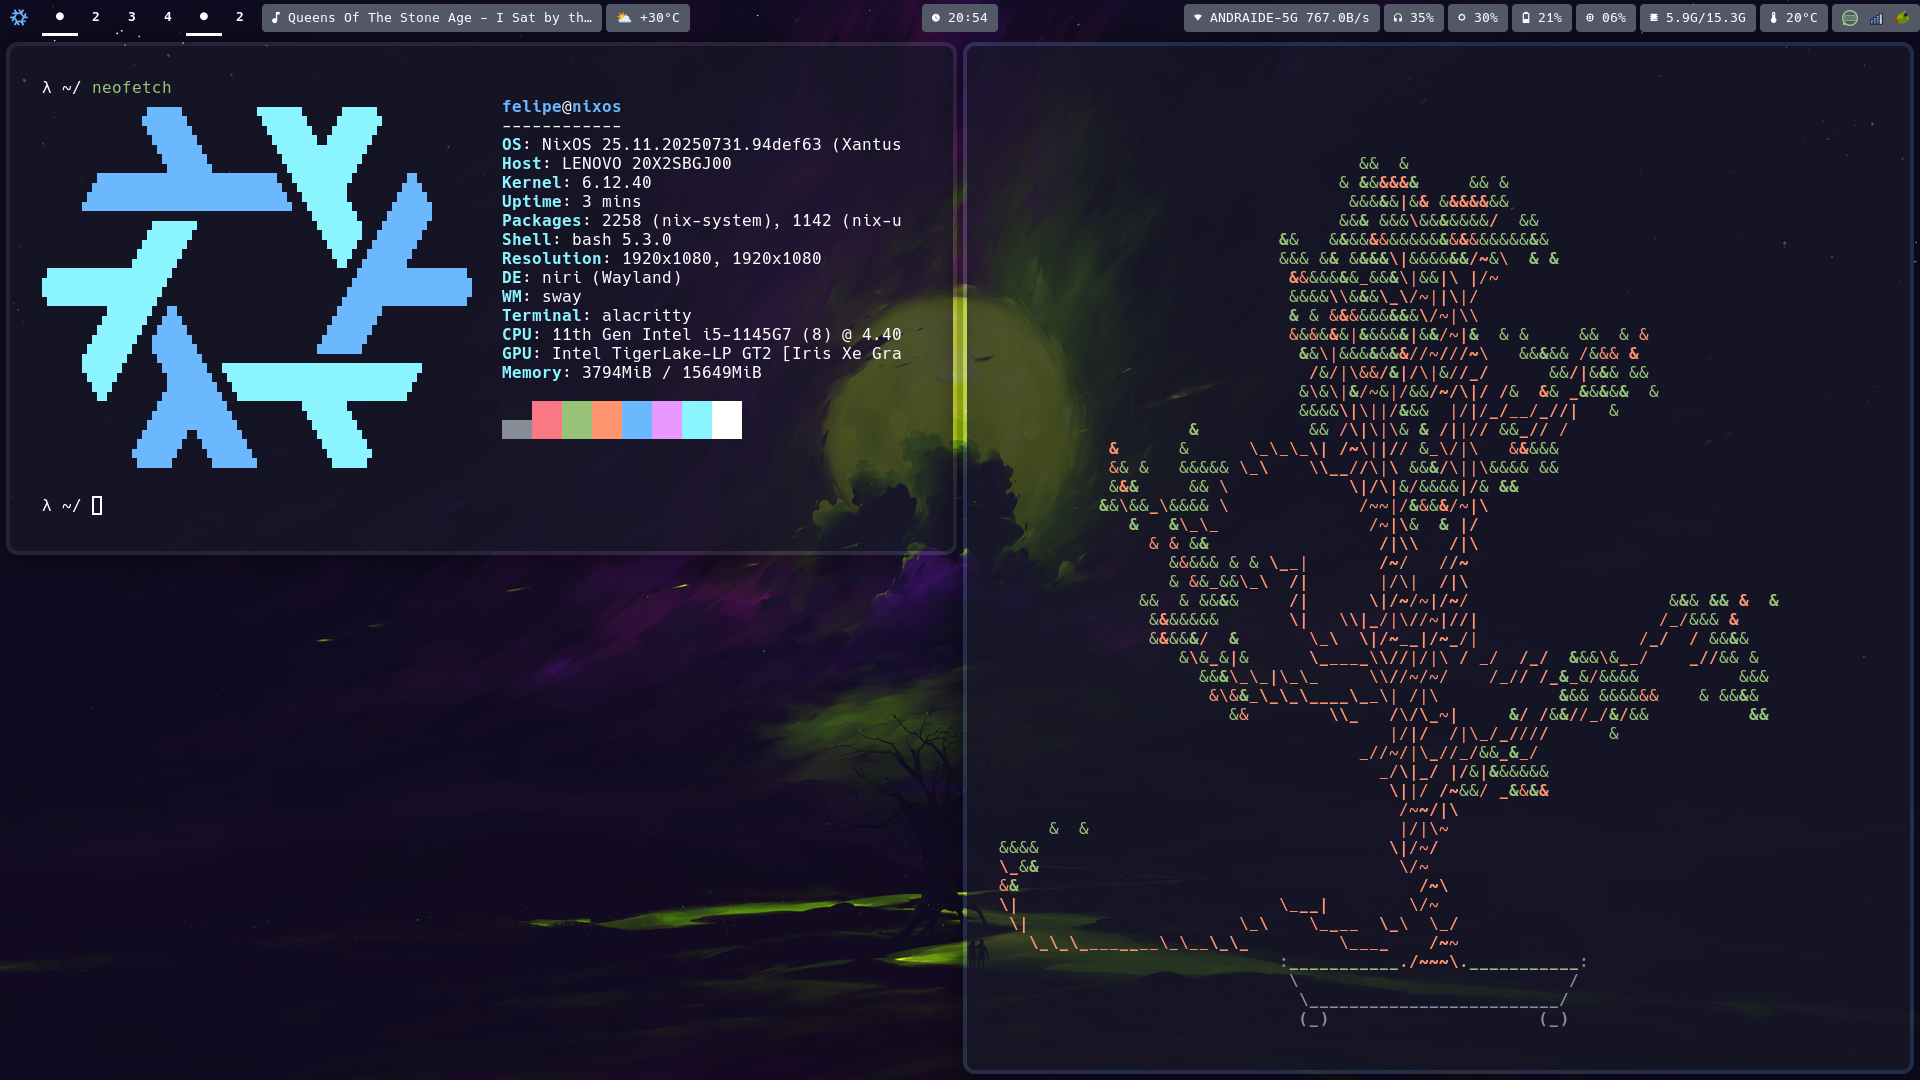 2 3 4 2 Queens Of The Stone Age – I Sat by th… +30°C 20:54 ANDRAIDE-5G 767.0B/s 35% 30% 21% 06% 5.9G/15.3G 20°C
λ ~/ neofetch
felipe@nixos
------------
OS: NixOS 25.11.20250731.94def63 (Xantus
Host: LENOVO 20X2SBGJ00
Kernel: 6.12.40
Uptime: 3 mins
Packages: 2258 (nix-system), 1142 (nix-u
Shell: bash 5.3.0
Resolution: 1920x1080, 1920x1080
DE: niri (Wayland)
WM: sway
Terminal: alacritty
CPU: 11th Gen Intel i5-1145G7 (8) @ 4.40
GPU: Intel TigerLake-LP GT2 [Iris Xe Gra
Memory: 3794MiB / 15649MiB
λ ~/